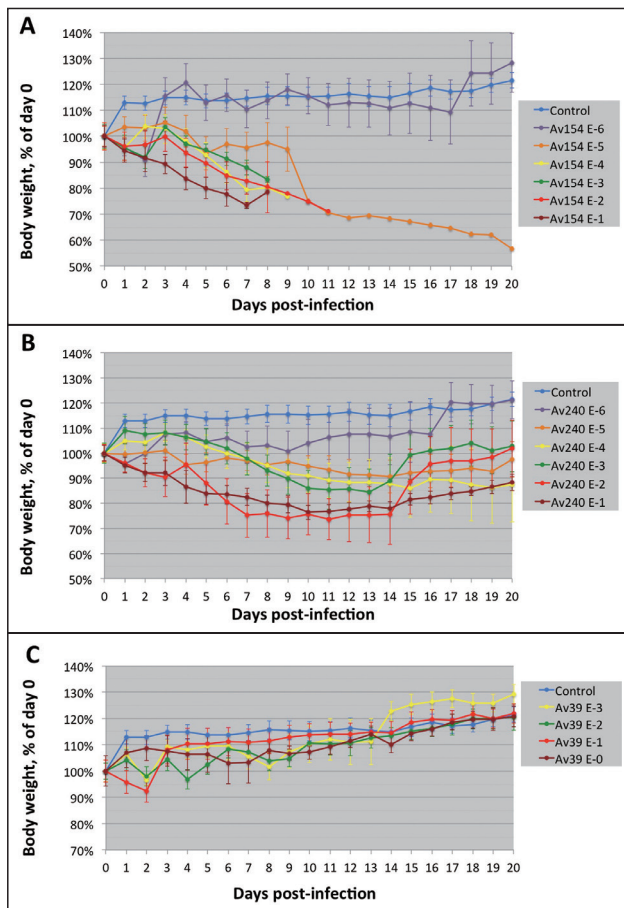 A
Body weight, % of day 0
140%
130%
120%
110%
100%
90%
80%
70%
60%
50%
0 1 2 3 4 5 6 7 8 9 10 11 12 13 14 15 16 17 18 19 20
Days post-infection
Control
Av154 E-6
Av154 E-5
Av154 E-4
Av154 E-3
Av154 E-2
Av154 E-1
B
Body weight, % of day 0
140%
130%
120%
110%
100%
90%
80%
70%
60%
50%
0 1 2 3 4 5 6 7 8 9 10 11 12 13 14 15 16 17 18 19 20
Days post-infection
Control
Av240 E-6
Av240 E-5
Av240 E-4
Av240 E-3
Av240 E-2
Av240 E-1
C
Body weight, % of day 0
140%
130%
120%
110%
100%
90%
80%
70%
0 1 2 3 4 5 6 7 8 9 10 11 12 13 14 15 16 17 18 19 20
Days post-infection
Control
Av39 E-3
Av39 E-2
Av39 E-1
Av39 E-0